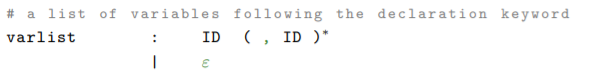 # a list of variables following the declaration keyword
varlist : ID ( , ID )*
| ε